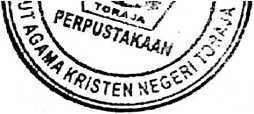 TORAJA
PERPUSTAKAAN
UT AGAMA KRISTEN NEGERI TORAJA